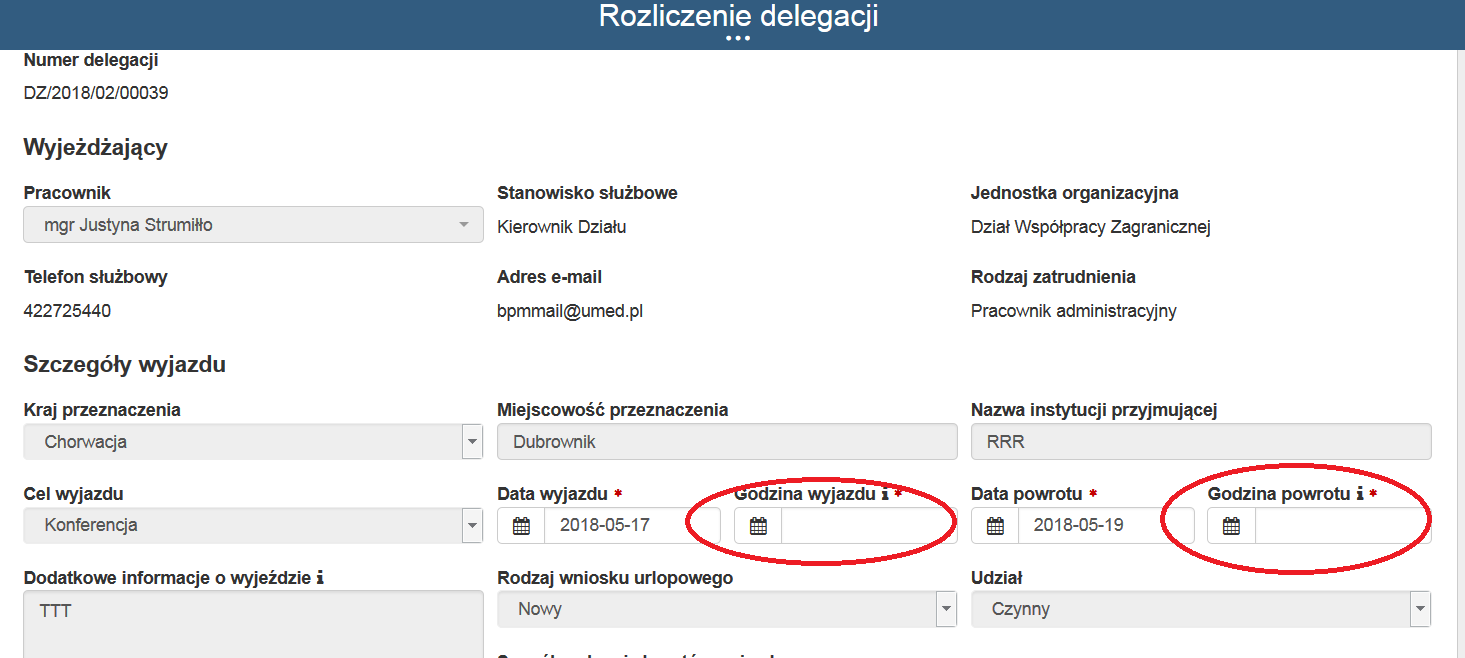 Rozliczenie delegacji
Numer delegacji
DZ/2018/02/00039
Wyjeżdżający
Pracownik Stanowisko służbowe Jednostka organizacyjna
mgr Justyna Strumiłło Kierownik Działu Dział Współpracy Zagranicznej
Telefon służbowy Adres e-mail Rodzaj zatrudnienia
422725440 bpmmail@umed.pl Pracownik administracyjny
Szczegóły wyjazdu
Kraj przeznaczenia Miejscowość przeznaczenia Nazwa instytucji przyjmującej
Chorwacja Dubrownik RRR
Cel wyjazdu Data wyjazdu * Godzina wyjazdu i * Data powrotu * Godzina powrotu i *
Konferencja 2018-05-17 2018-05-19
Dodatkowe informacje o wyjeździe i Rodzaj wniosku urlopowego Udział
TTT Nowy Czynny